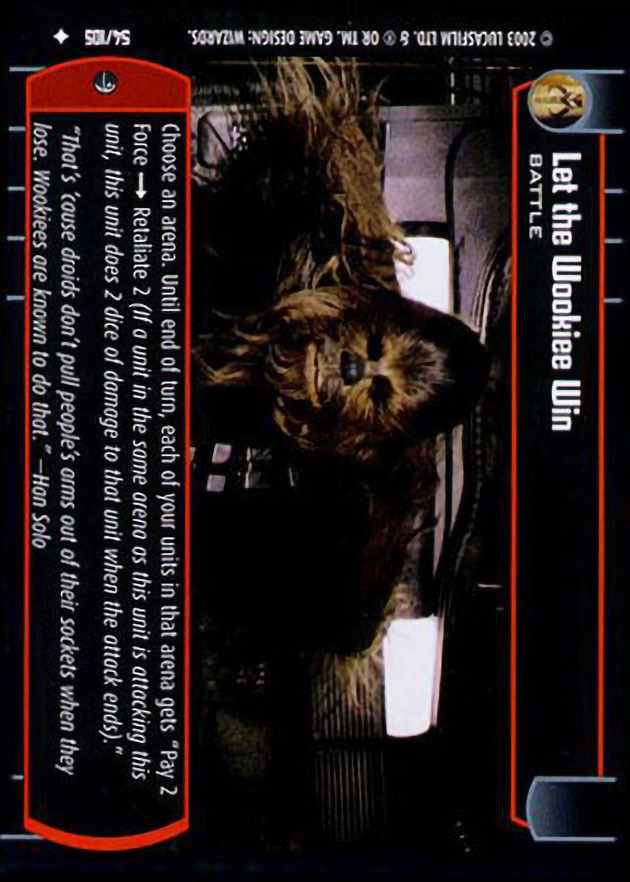 Let the Wookiee Win
BATTLE
Choose an arena. Until end of turn, each of your units in that arena gets "Pay 2
Force → Retaliate 2 (If a unit in the same arena as this unit is attacking this
unit, this unit does 2 dice of damage to that unit when the attack ends)."
"That's 'cause droids don't pull people's arms out of their sockets when they
lose. Wookiees are known to do that." —Han Solo
54/105
© 2003 LUCASFILM LTD. & ® OR TM. GAME DESIGN: WIZARDS.